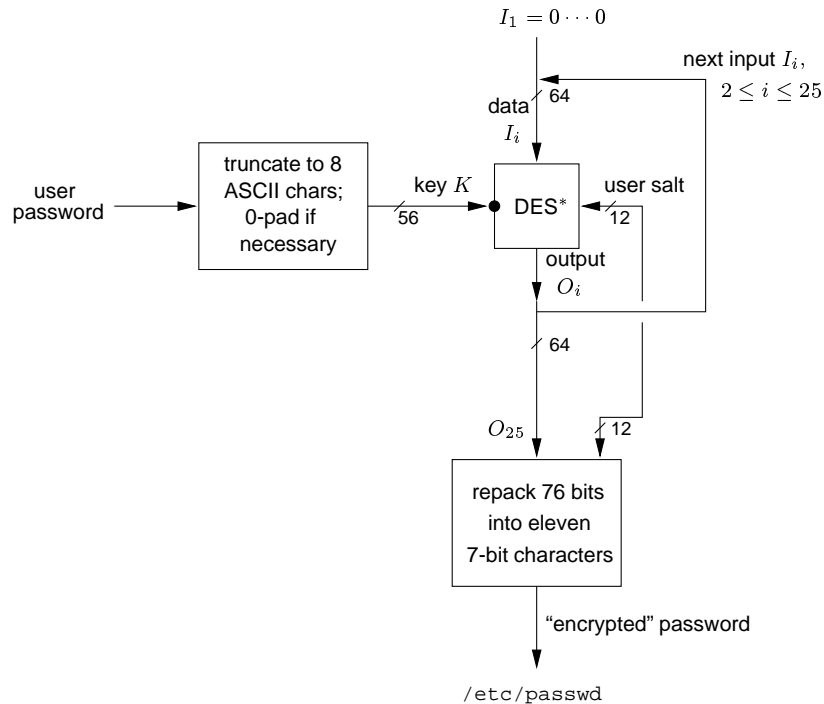 I₁ = 0 ··· 0
next input Iᵢ,
2 ≤ i ≤ 25
64
data
Iᵢ
user
password
truncate to 8
ASCII chars;
0-pad if
necessary
key K
56
DES*
user salt
12
output
Oᵢ
64
O₂₅
12
repack 76 bits
into eleven
7-bit characters
“encrypted” password
/etc/passwd